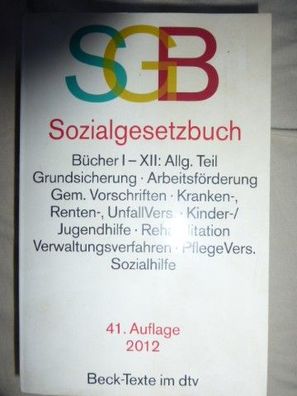 SGB
Sozialgesetzbuch
Bücher I – XII: Allg. Teil
Grundsicherung · Arbeitsförderung
Gem. Vorschriften · Kranken-,
Renten-, UnfallVers. · Kinder-/
Jugendhilfe · Rehabilitation
Verwaltungsverfahren · PflegeVers.
Sozialhilfe
41. Auflage
2012
Beck-Texte im dtv